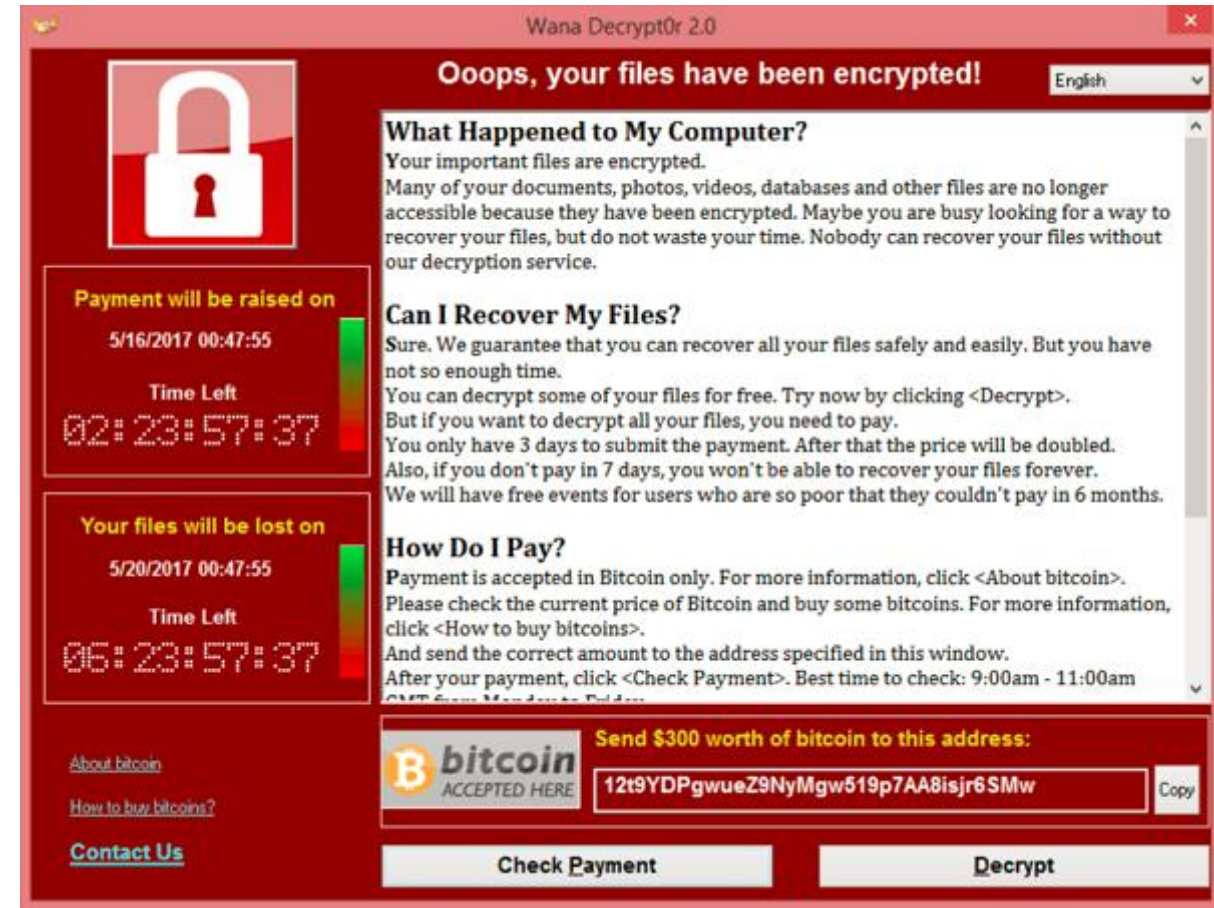 Wana Decrypt0r 2.0
Ooops, your files have been encrypted!
English
What Happened to My Computer?
Your important files are encrypted.
Many of your documents, photos, videos, databases and other files are no longer
accessible because they have been encrypted. Maybe you are busy looking for a way to
recover your files, but do not waste your time. Nobody can recover your files without
our decryption service.
Can I Recover My Files?
Sure. We guarantee that you can recover all your files safely and easily. But you have
not so enough time.
You can decrypt some of your files for free. Try now by clicking <Decrypt>.
But if you want to decrypt all your files, you need to pay.
You only have 3 days to submit the payment. After that the price will be doubled.
Also, if you don't pay in 7 days, you won't be able to recover your files forever.
We will have free events for users who are so poor that they couldn't pay in 6 months.
How Do I Pay?
Payment is accepted in Bitcoin only. For more information, click <About bitcoin>.
Please check the current price of Bitcoin and buy some bitcoins. For more information,
click <How to buy bitcoins>.
And send the correct amount to the address specified in this window.
After your payment, click <Check Payment>. Best time to check: 9:00am - 11:00am
GMT from Monday to Friday
Payment will be raised on
5/16/2017 00:47:55
Time Left
02:23:57:37
Your files will be lost on
5/20/2017 00:47:55
Time Left
06:23:57:37
About bitcoin
How to buy bitcoins?
Contact Us
bitcoin
ACCEPTED HERE
Send $300 worth of bitcoin to this address:
12t9YDPgwueZ9NyMgw519p7AA8isjr6SMw
Copy
Check Payment
Decrypt